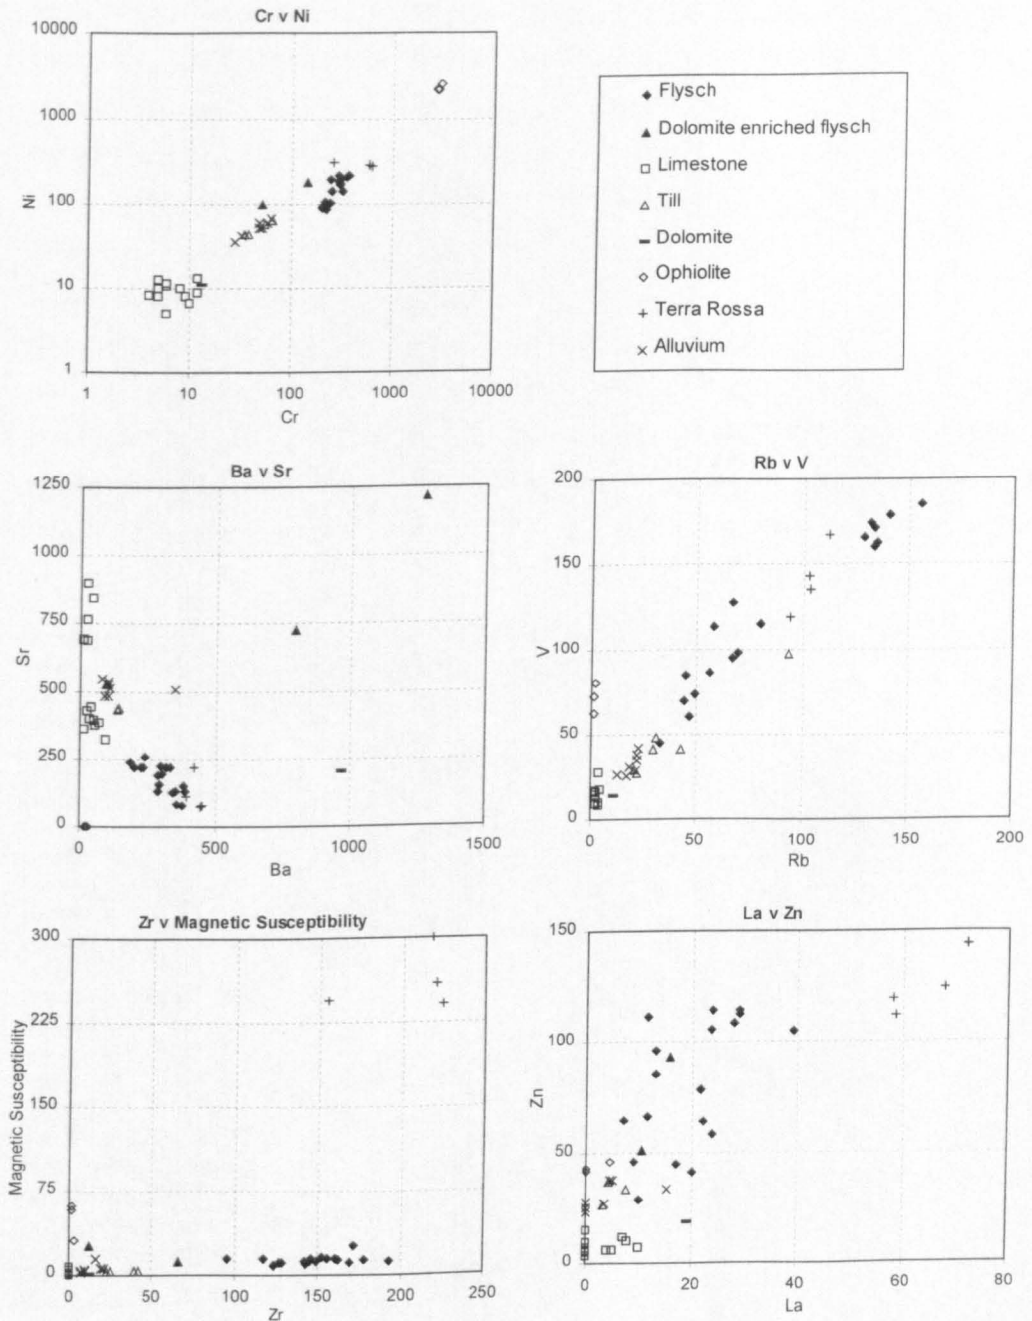 Cr v Ni
10000
1000
100
10
1
Ni
1 10 100 1000 10000
Cr
Flysch
Dolomite enriched flysch
Limestone
Till
Dolomite
Ophiolite
Terra Rossa
Alluvium
Ba v Sr
1250
1000
750
500
250
0
Sr
0 500 1000 1500
Ba
Rb v V
200
150
100
50
0
V
0 50 100 150 200
Rb
Zr v Magnetic Susceptibility
300
225
150
75
0
Magnetic Susceptibility
0 50 100 150 200 250
Zr
La v Zn
150
100
50
0
Zn
0 20 40 60 80
La